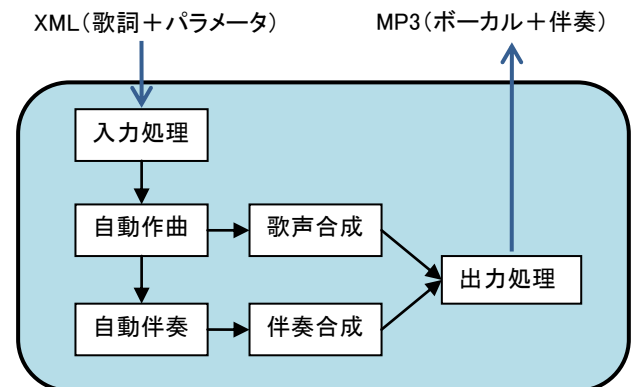 XML（歌詞＋パラメータ）
MP3（ボーカル＋伴奏）
入力処理
自動作曲
歌声合成
出力処理
自動伴奏
伴奏合成